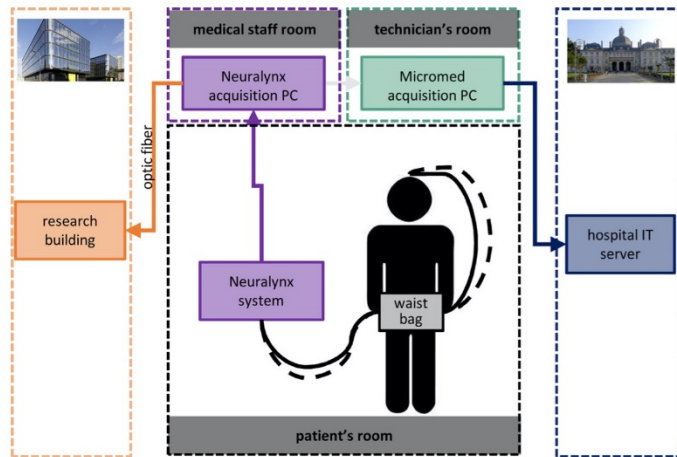 medical staff room
technician's room
Neuralynx
acquisition PC
Micromed
acquisition PC
optic fiber
research
building
hospital IT
server
Neuralynx
system
waist
bag
patient's room